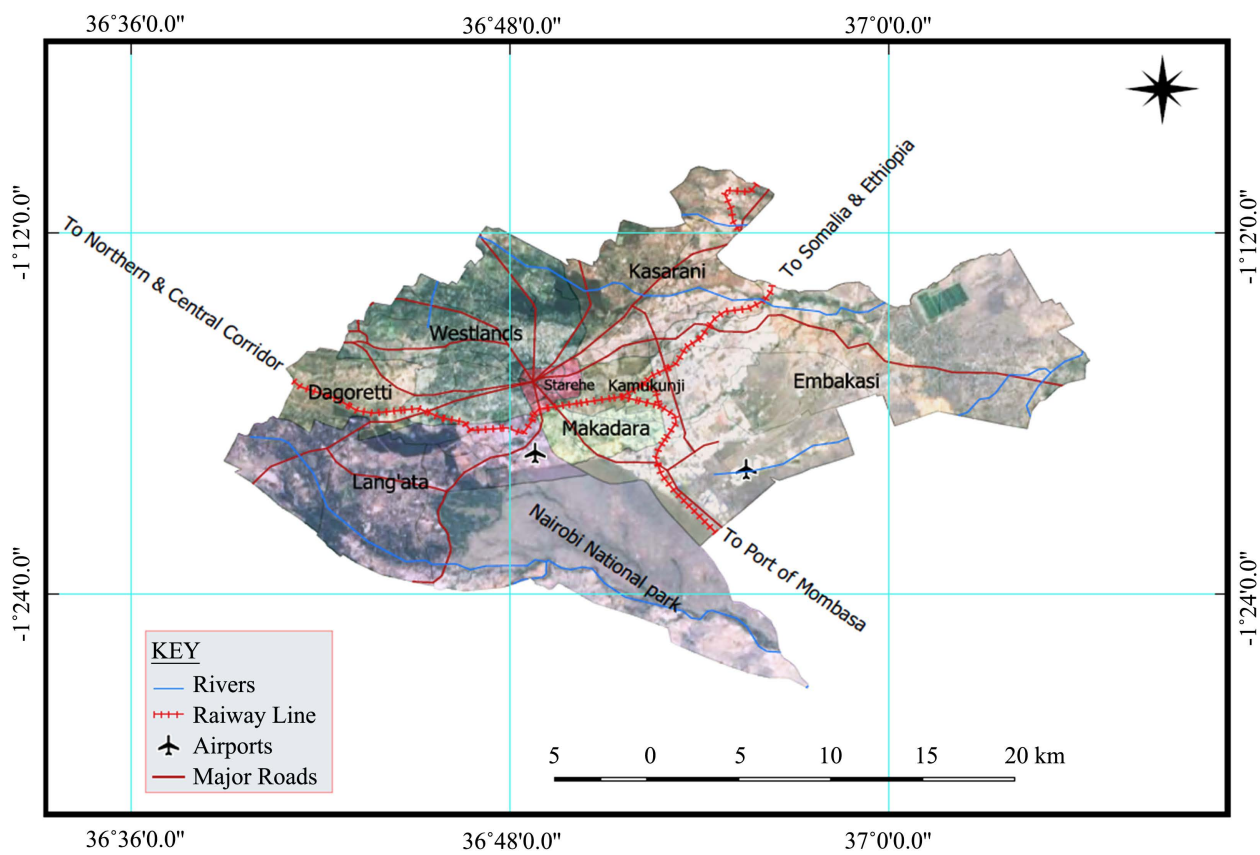 36°36'0.0" 36°48'0.0" 37°0'0.0"
To Somalia & Ethiopia
-1°12'0.0" -1°12'0.0"
To Northern & Central Corridor
Kasarani
Westlands
Starehe Kamukunji Embakasi
Dagoretti
Makadara
Lang'ata
Nairobi National park
To Port of Mombasa
-1°24'0.0" -1°24'0.0"
KEY
Rivers
Raiway Line
Airports
Major Roads
5 0 5 10 15 20 km
36°36'0.0" 36°48'0.0" 37°0'0.0"